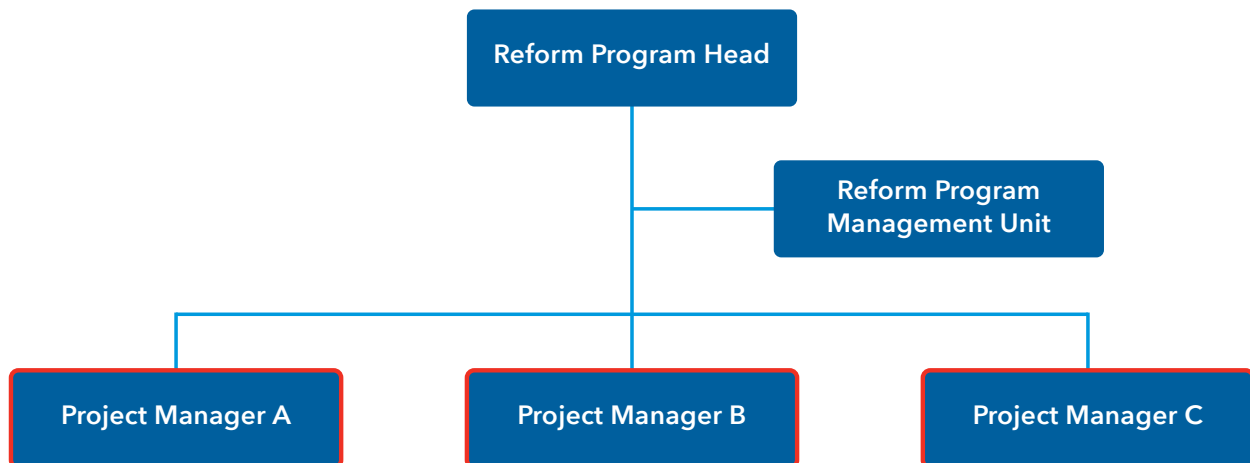 Reform Program Head
Reform Program
Management Unit
Project Manager A
Project Manager B
Project Manager C